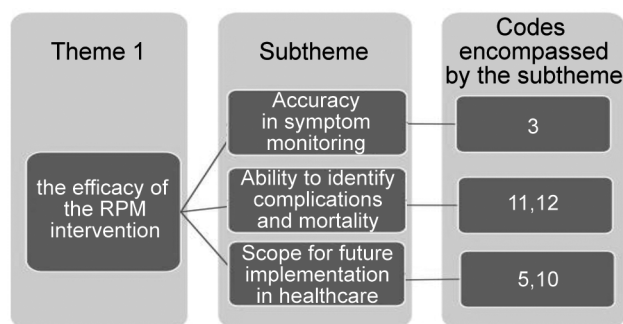 Theme 1
Subtheme
Codes
encompassed
by the subtheme
the efficacy of
the RPM
intervention
Accuracy
in symptom
monitoring
3
Ability to identify
complications
and mortality
11,12
Scope for future
implementation
in healthcare
5,10